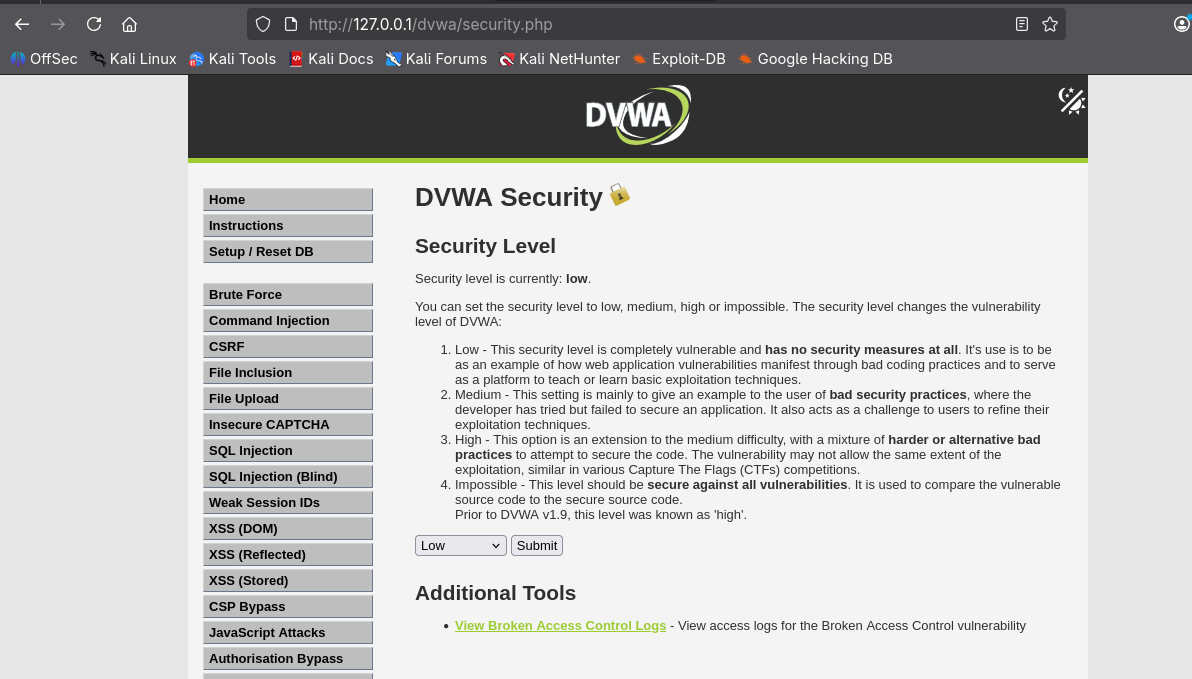 http://127.0.0.1/dvwa/security.php
OffSec Kali Linux Kali Tools Kali Docs Kali Forums Kali NetHunter Exploit-DB Google Hacking DB
DVWA
Home
Instructions
Setup / Reset DB
Brute Force
Command Injection
CSRF
File Inclusion
File Upload
Insecure CAPTCHA
SQL Injection
SQL Injection (Blind)
Weak Session IDs
XSS (DOM)
XSS (Reflected)
XSS (Stored)
CSP Bypass
JavaScript Attacks
Authorisation Bypass
DVWA Security
Security Level
Security level is currently: low.
You can set the security level to low, medium, high or impossible. The security level changes the vulnerability
level of DVWA:
1. Low - This security level is completely vulnerable and has no security measures at all. It's use is to be
as an example of how web application vulnerabilities manifest through bad coding practices and to serve
as a platform to teach or learn basic exploitation techniques.
2. Medium - This setting is mainly to give an example to the user of bad security practices, where the
developer has tried but failed to secure an application. It also acts as a challenge to users to refine their
exploitation techniques.
3. High - This option is an extension to the medium difficulty, with a mixture of harder or alternative bad
practices to attempt to secure the code. The vulnerability may not allow the same extent of the
exploitation, similar in various Capture The Flags (CTFs) competitions.
4. Impossible - This level should be secure against all vulnerabilities. It is used to compare the vulnerable
source code to the secure source code.
Prior to DVWA v1.9, this level was known as 'high'.
Low Submit
Additional Tools
• View Broken Access Control Logs - View access logs for the Broken Access Control vulnerability